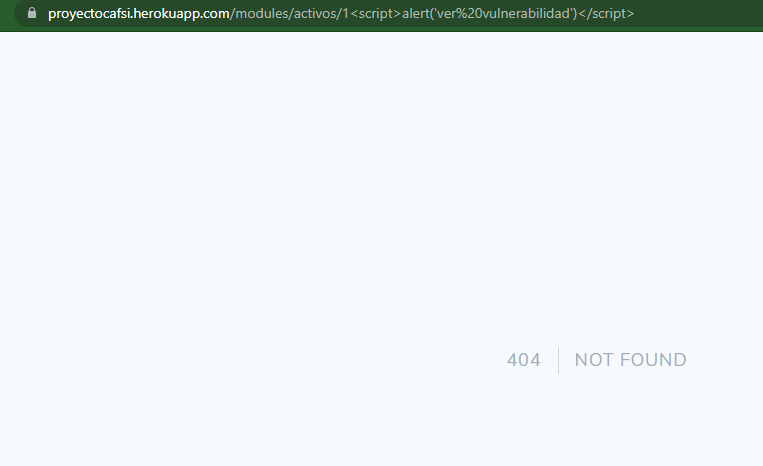 proyectocafsi.herokuapp.com/modules/activos/1<script>alert('ver%20vulnerabilidad')</script>
404 | NOT FOUND